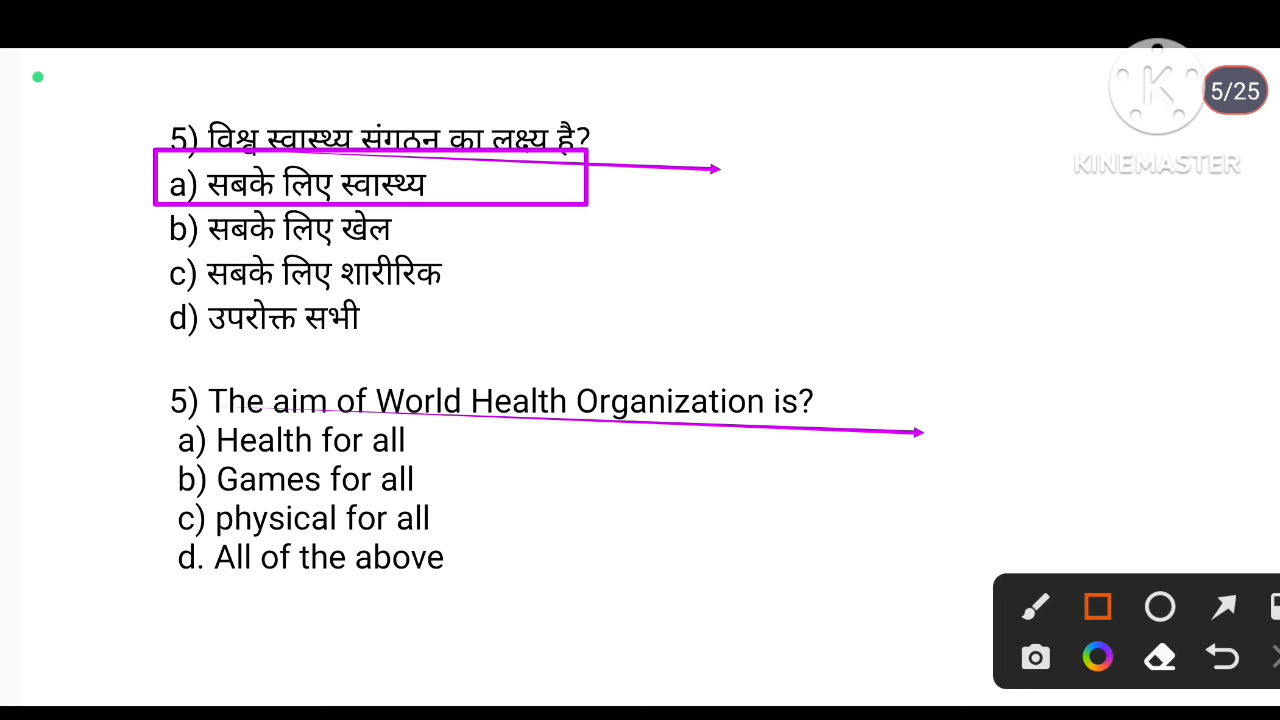 5/25
KINEMASTER
5) विश्व स्वास्थ्य संगठन का लक्ष्य है?
a) सबके लिए स्वास्थ्य
b) सबके लिए खेल
c) सबके लिए शारीरिक
d) उपरोक्त सभी
5) The aim of World Health Organization is?
a) Health for all
b) Games for all
c) physical for all
d. All of the above